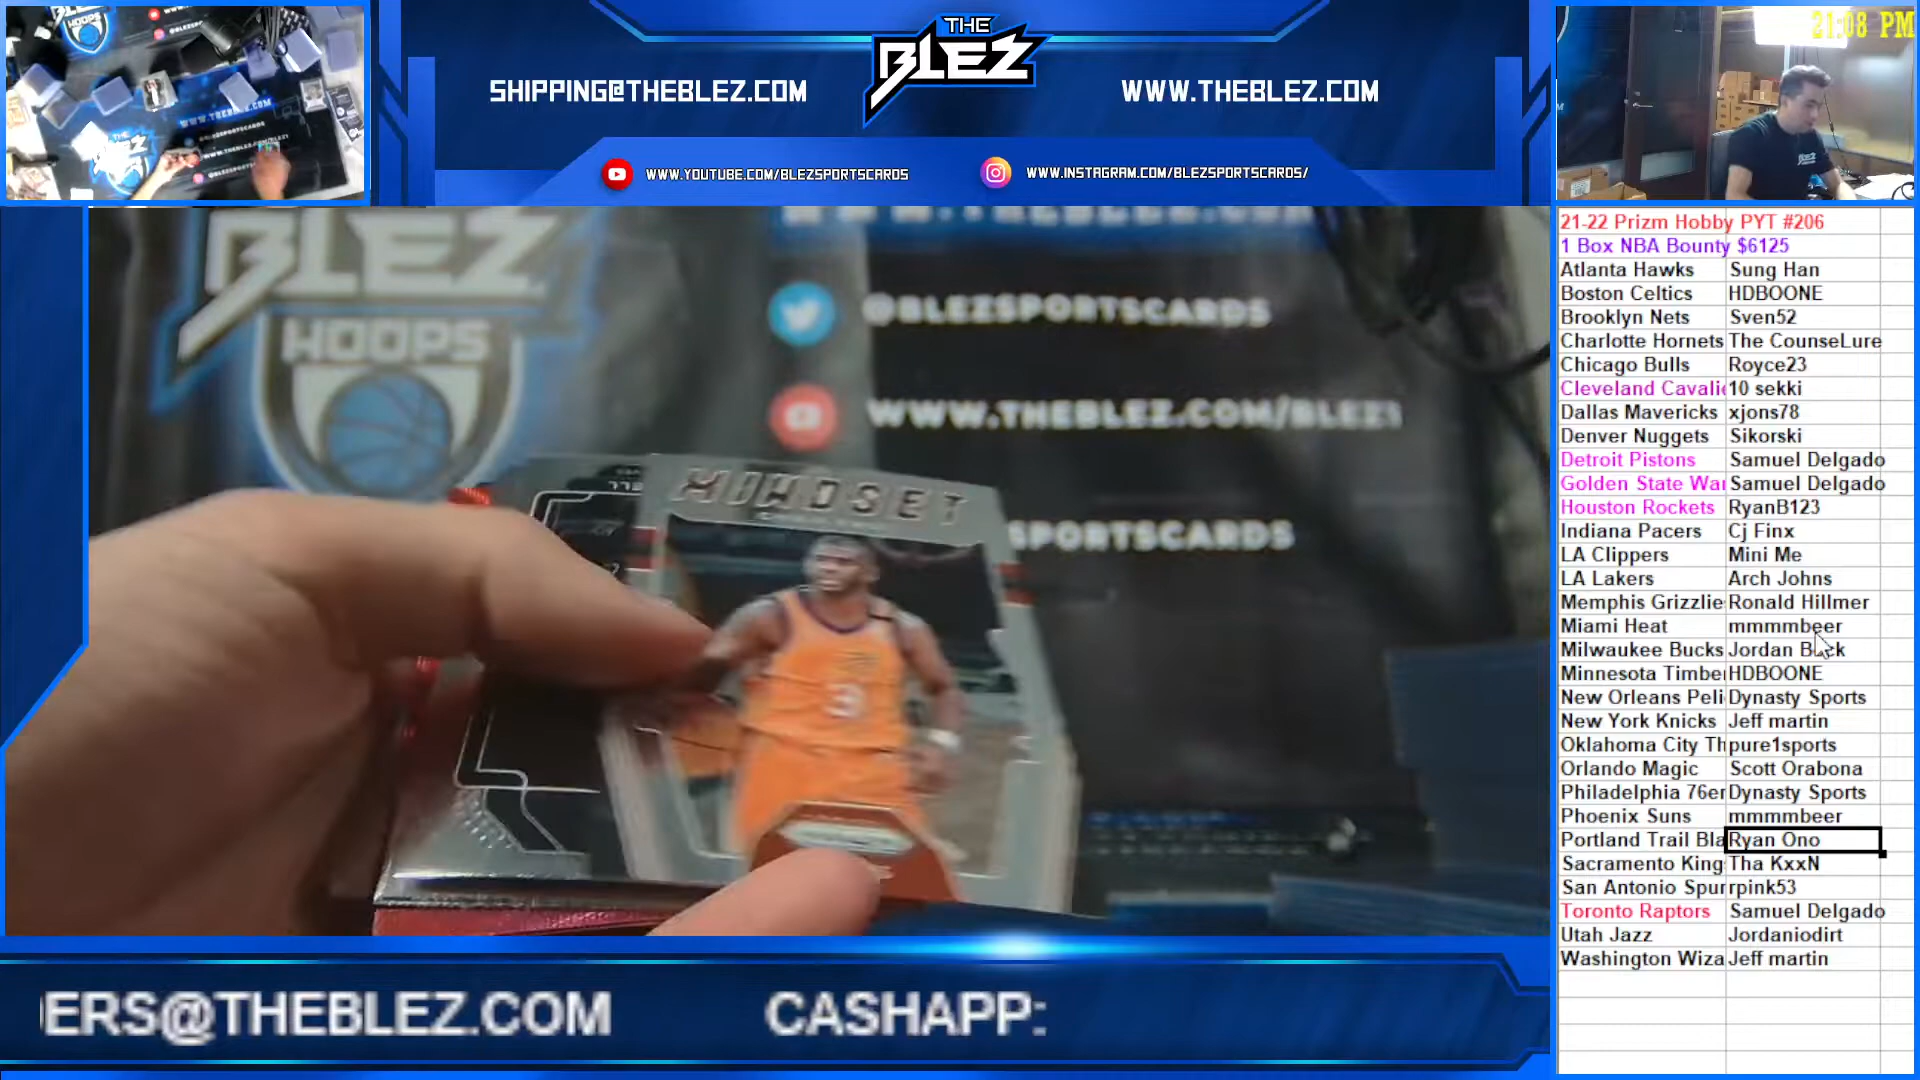 THE
BLEZ
SHIPPING@THEBLEZ.COM
WWW.THEBLEZ.COM
WWW.YOUTUBE.COM/BLEZSPORTSCARDS
WWW.INSTAGRAM.COM/BLEZSPORTSCARDS/
21:08 PM
BLEZ
HOOPS
@BLEZSPORTSCARDS
WWW.THEBLEZ.COM/BLEZ
SPORTSCARDS
MINDSET
3
21-22 Prizm Hobby PYT #206
1 Box NBA Bounty $6125
Atlanta Hawks Sung Han
Boston Celtics HDBOONE
Brooklyn Nets Sven52
Charlotte Hornets The CounseLure
Chicago Bulls Royce23
Cleveland Cavalie 10 sekki
Dallas Mavericks xjons78
Denver Nuggets Sikorski
Detroit Pistons Samuel Delgado
Golden State War Samuel Delgado
Houston Rockets RyanB123
Indiana Pacers Cj Finx
LA Clippers Mini Me
LA Lakers Arch Johns
Memphis Grizzlie Ronald Hillmer
Miami Heat mmmmbeer
Milwaukee Bucks Jordan
Minnesota Timbe HDBOONE
New Orleans Peli Dynasty Sports
New York Knicks Jeff martin
Oklahoma City Th pure1sports
Orlando Magic Scott Orabona
Philadelphia 76er Dynasty Sports
Phoenix Suns mmmmbeer
Portland Trail Bla Ryan Ono
Sacramento King Tha KxxN
San Antonio Spur rpink53
Toronto Raptors Samuel Delgado
Utah Jazz Jordaniodirt
Washington Wiza Jeff martin
ERS@THEBLEZ.COM
CASHAPP: